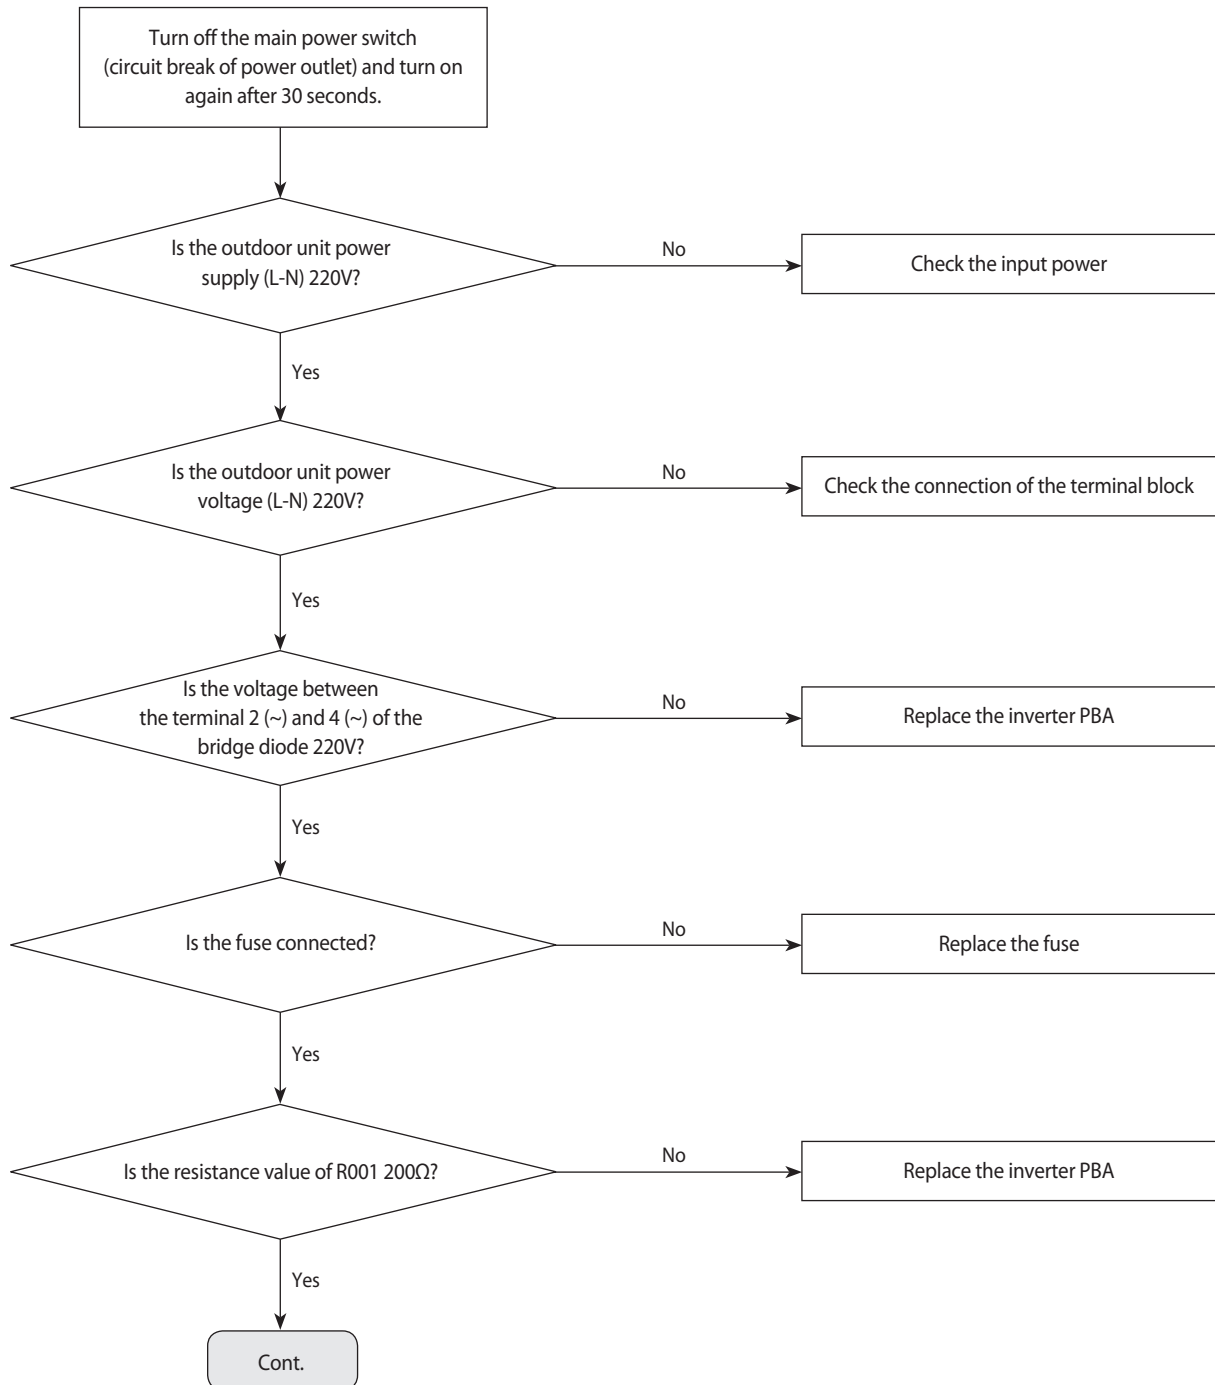 Turn off the main power switch
(circuit break of power outlet) and turn on
again after 30 seconds.
Is the outdoor unit power
supply (L-N) 220V?
No
Check the input power
Yes
Is the outdoor unit power
voltage (L-N) 220V?
No
Check the connection of the terminal block
Yes
Is the voltage between
the terminal 2 (~) and 4 (~) of the
bridge diode 220V?
No
Replace the inverter PBA
Yes
Is the fuse connected?
No
Replace the fuse
Yes
Is the resistance value of R001 200Ω?
No
Replace the inverter PBA
Yes
Cont.